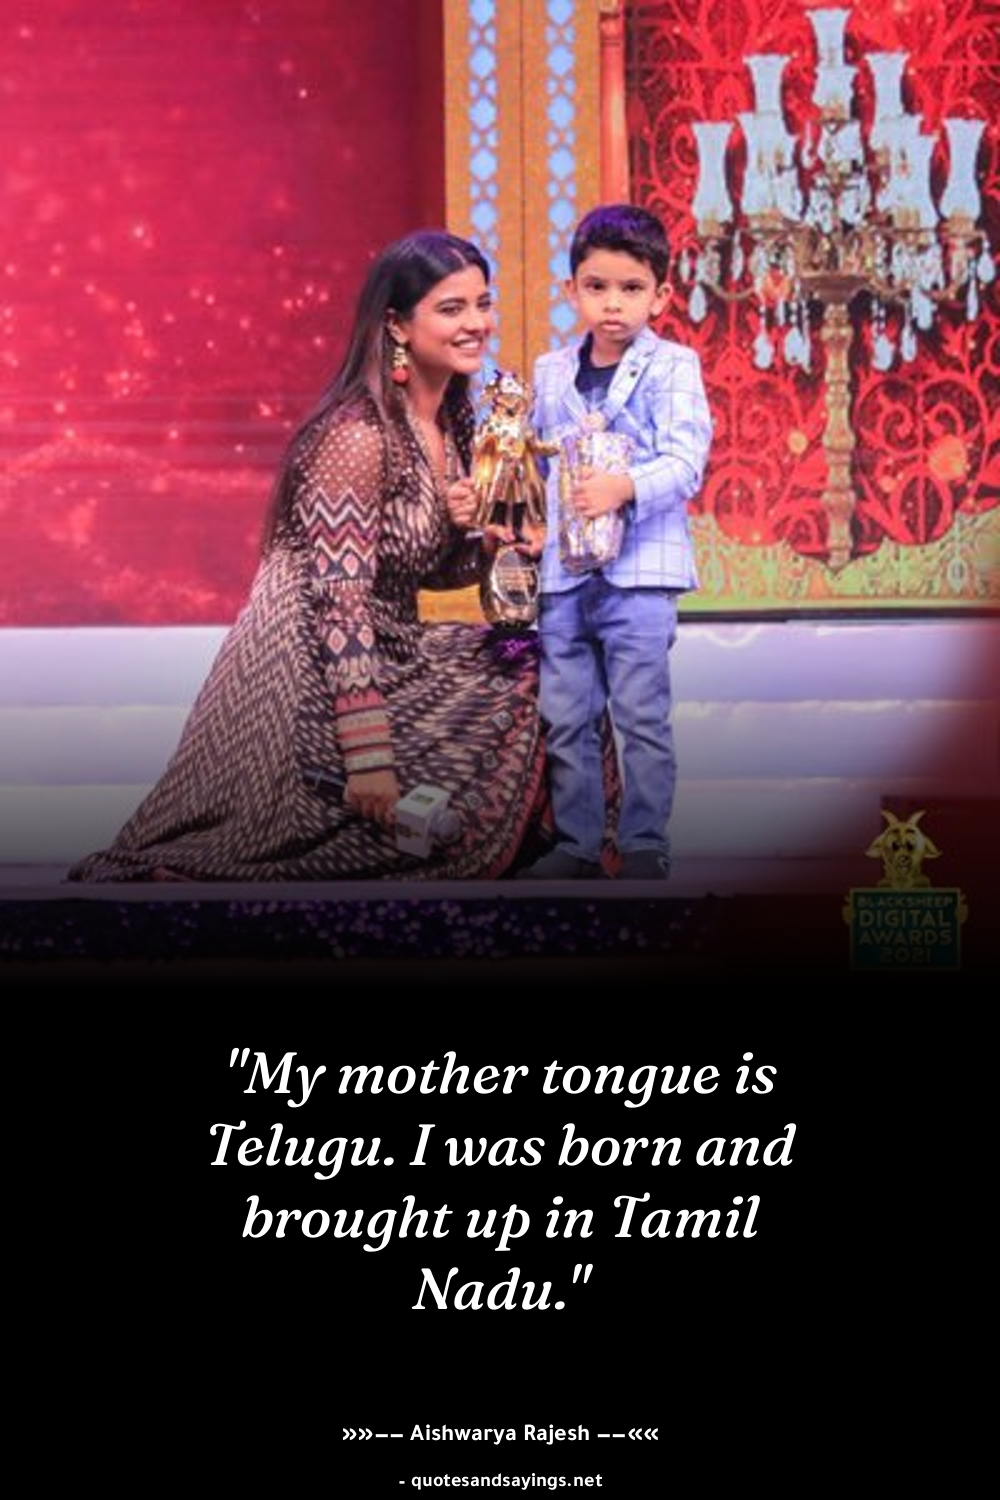 BLACKSHEEP
DIGITAL
AWARDS
2021
"My mother tongue is
Telugu. I was born and
brought up in Tamil
Nadu."
»»–– Aishwarya Rajesh ––««
- quotesandsayings.net